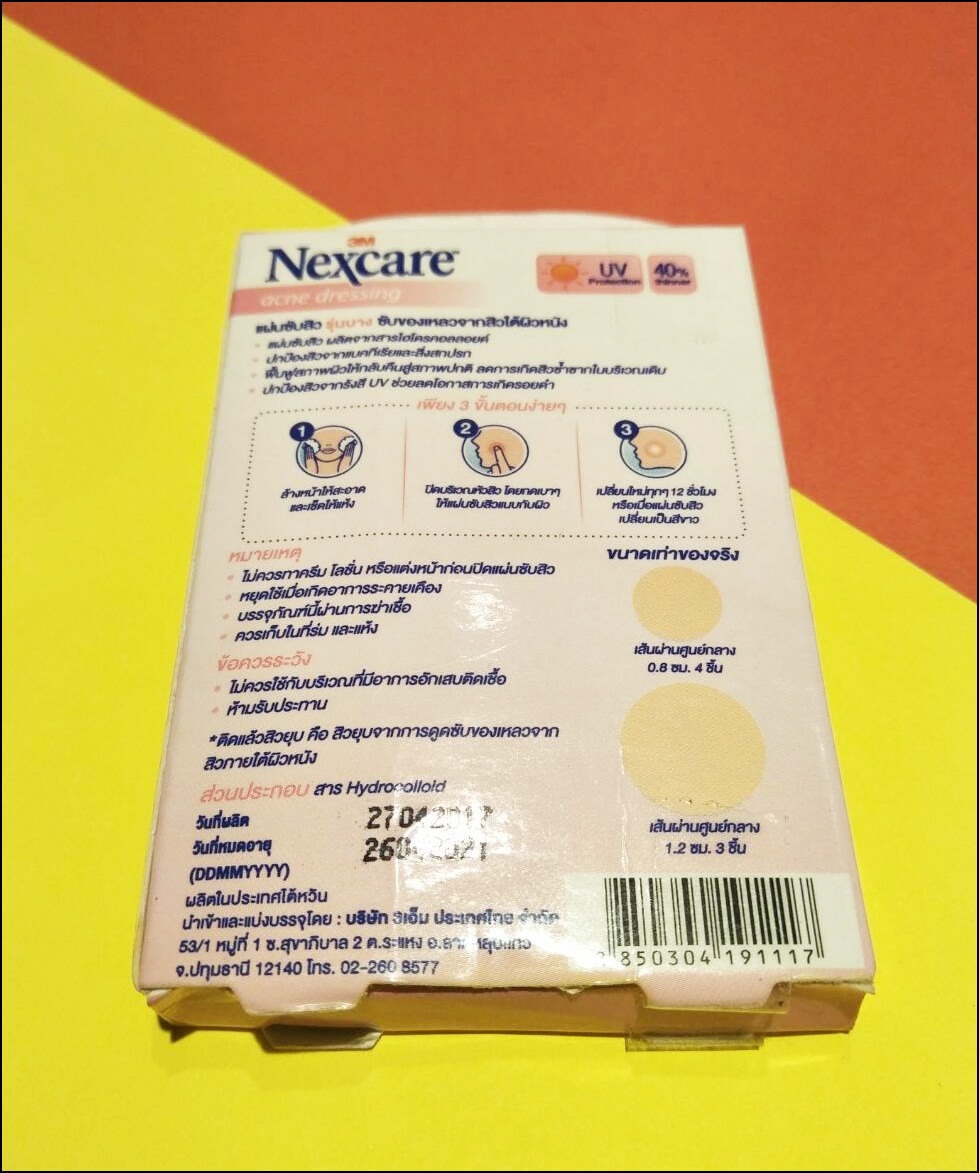 3M
Nexcare™
acne dressing
UV
Protection
40%
thinner
แผ่นซับสิว รุ่นบาง ซับของเหลวจากสิวใต้ผิวหนัง
• แผ่นซับสิว ผลิตจากสารไฮโดรคอลลอยด์
• ปกป้องสิวจากแบคทีเรียและสิ่งสกปรก
• ฟื้นฟูสภาพผิวให้กลับคืนสู่สภาพปกติ ลดการเกิดสิวซ้ำซากในบริเวณเดิม
• ปกป้องสิวจากรังสี UV ช่วยลดโอกาสการเกิดรอยดำ
เพียง 3 ขั้นตอนง่ายๆ
1
ล้างหน้าให้สะอาด
และเช็ดให้แห้ง
2
ปิดบริเวณหัวสิว โดยกดเบาๆ
ให้แผ่นซับสิวแนบกับผิว
3
เปลี่ยนใหม่ทุกๆ 12 ชั่วโมง
หรือเมื่อแผ่นซับสิว
เปลี่ยนเป็นสีขาว
หมายเหตุ
• ไม่ควรทาครีม โลชั่น หรือแต่งหน้าก่อนปิดแผ่นซับสิว
• หยุดใช้เมื่อเกิดอาการระคายเคือง
• บรรจุภัณฑ์นี้ผ่านการฆ่าเชื้อ
• ควรเก็บในที่ร่ม และแห้ง
ข้อควรระวัง
• ไม่ควรใช้กับบริเวณที่มีอาการอักเสบติดเชื้อ
• ห้ามรับประทาน
*ติดแล้วสิวยุบ คือ สิวยุบจากการดูดซับของเหลวจาก
สิวภายใต้ผิวหนัง
ส่วนประกอบ สาร Hydrocolloid
วันที่ผลิต 27042017
วันที่หมดอายุ
(DDMMYYYY)
ผลิตในประเทศไต้หวัน
นำเข้าและแบ่งบรรจุโดย : บริษัท 3เอ็ม ประเทศไทย จำกัด
53/1 หมู่ที่ 1 ซ.สุขาภิบาล 2 ต.ระแหง อ.ลาดหลุมแก้ว
จ.ปทุมธานี 12140 โทร. 02-260 8577
ขนาดเท่าของจริง
เส้นผ่านศูนย์กลาง
0.8 ซม. 4 ชิ้น
เส้นผ่านศูนย์กลาง
1.2 ซม. 3 ชิ้น
850304 191117